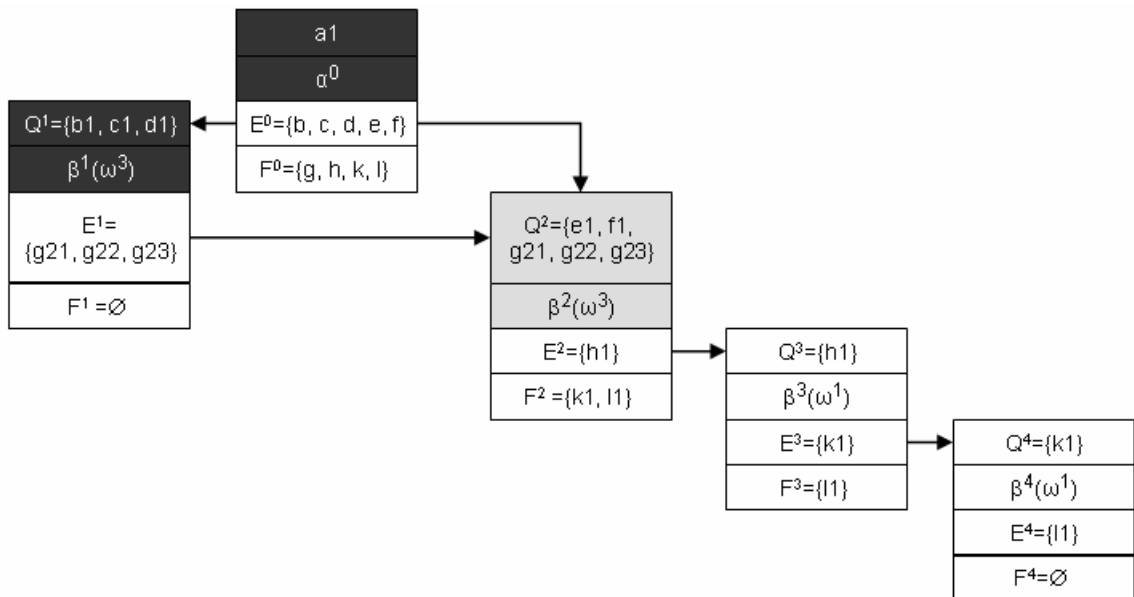 a1
α⁰
E⁰={b, c, d, e, f}
F⁰={g, h, k, l}
Q¹={b1, c1, d1}
β¹(ω³)
E¹=
{g21, g22, g23}
F¹ =∅
Q²={e1, f1,
g21, g22, g23}
β²(ω³)
E²={h1}
F² ={k1, l1}
Q³={h1}
β³(ω¹)
E³={k1}
F³={l1}
Q⁴={k1}
β⁴(ω¹)
E⁴={l1}
F⁴=∅